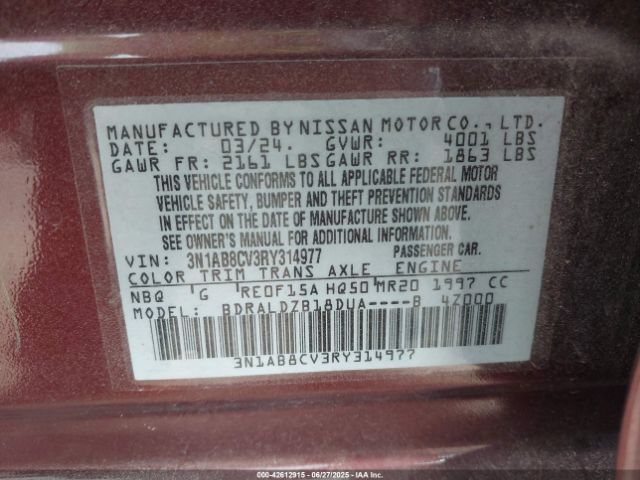 MANUFACTURED BY NISSAN MOTOR CO., LTD.
DATE: 03/24. GVWR: 4001 LBS
GAWR FR: 2161 LBS GAWR RR: 1863 LBS
THIS VEHICLE CONFORMS TO ALL APPLICABLE FEDERAL MOTOR
VEHICLE SAFETY, BUMPER AND THEFT PREVENTION STANDARDS
IN EFFECT ON THE DATE OF MANUFACTURE SHOWN ABOVE.
SEE OWNER'S MANUAL FOR ADDITIONAL INFORMATION.
VIN: 3N1AB8CV3RY314977 PASSENGER CAR.
COLOR TRIM TRANS AXLE ENGINE
NBQ 'G 'RE0F15A HQ50'MR20 1997 CC
MODEL: BDRALDZB18DUA----B 4Z000
3N1AB8CV3RY314977
000-42612915 - 06/27/2025 - © IAA, Inc.